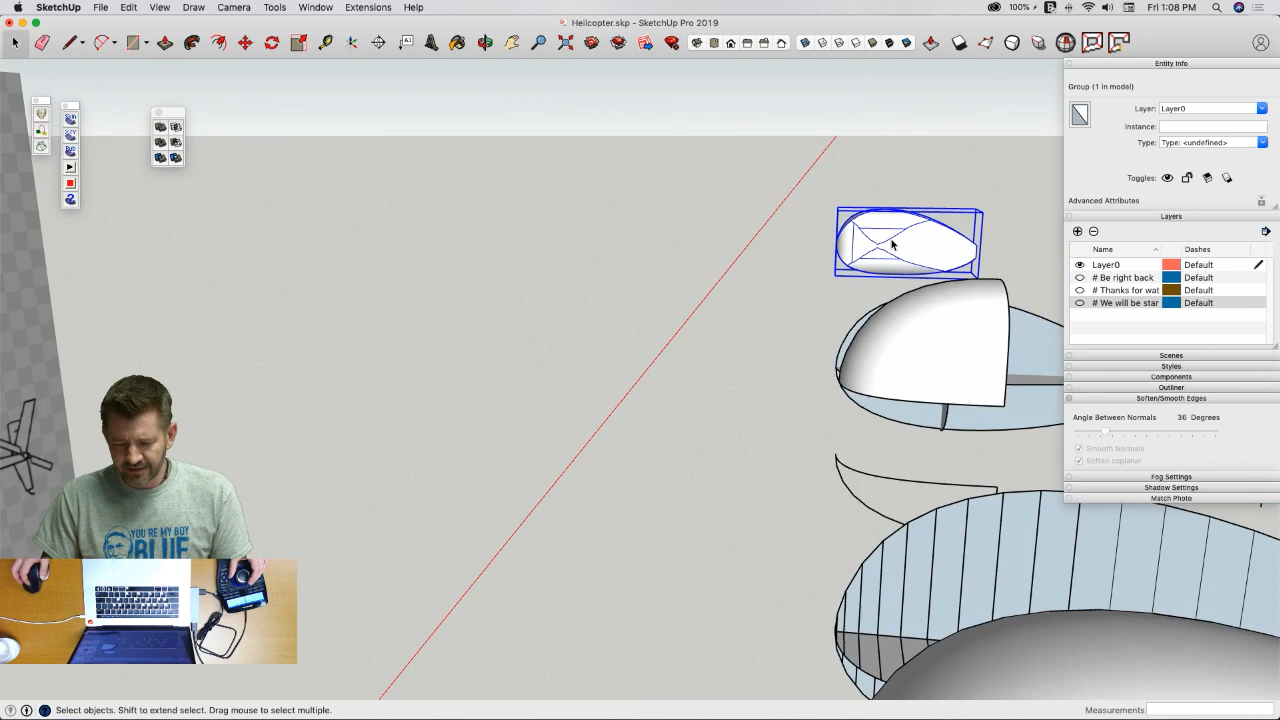 SketchUp File Edit View Draw Camera Tools Window Extensions Help 100% Fri 1:08 PM
Heilcopter.skp - SketchUp Pro 2019
Entity Info
Group (1 in model)
Layer: Layer0
Instance:
Type: Type: <undefined>
Toggles:
Advanced Attributes
Layers
Name Dashes
Layer0 Default
# Be right back Default
# Thanks for wat Default
# We will be star Default
Scenes
Styles
Components
Outliner
Soften/Smooth Edges
Angle Between Normals 36 Degrees
Smooth Normals
Soften coplanar
Fog Settings
Shadow Settings
Match Photo
YOU'RE MY BOY
BLUE
Select objects. Shift to extend select. Drag mouse to select multiple.
Measurements